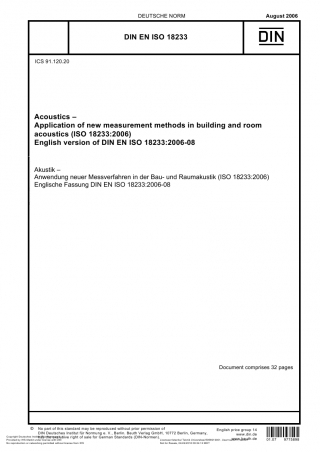 DEUTSCHE NORM
August 2006
DIN EN ISO 18233
DIN
ICS 91.120.20
Acoustics –
Application of new measurement methods in building and room
acoustics (ISO 18233:2006)
English version of DIN EN ISO 18233:2006-08
Akustik –
Anwendung neuer Messverfahren in der Bau- und Raumakustik (ISO 18233:2006)
Englische Fassung DIN EN ISO 18233:2006-08
Document comprises 32 pages
© No part of this standard may be reproduced without prior permission of
DIN Deutsches Institut für Normung e. V., Berlin. Beuth Verlag GmbH, 10772 Berlin, Germany,
has the exclusive right of sale for German Standards (DIN-Normen).
English price group 14
www.din.de
www.beuth.de